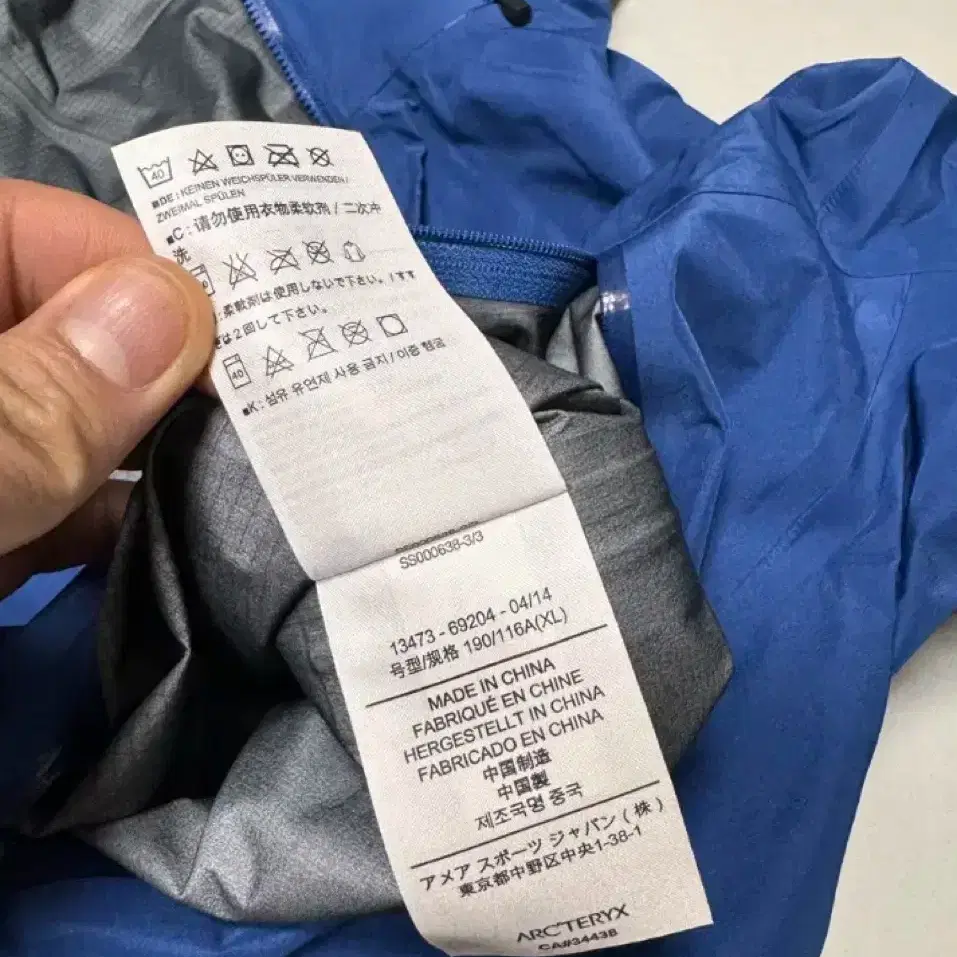 40
■DE : KEINEN WEICHSPÜLER VERWENDEN /
ZWEIMAL SPÜLEN
■C : 请勿使用衣物柔软剂 / 二次冲
洗
: 柔軟剤は使用しないで下さい。/ すす
は2回して下さい。
40
■K : 섬유 유연제 사용 금지 / 이중 헹굼
SS000638-3/3
13473 - 69204 - 04/14
号型/规格 190/116A(XL)
MADE IN CHINA
FABRIQUÉ EN CHINE
HERGESTELLT IN CHINA
FABRICADO EN CHINA
中国制造
中国製
제조국명 중국
アメア スポーツ ジャパン ( 株 )
東京都中野区中央1-38-1
ARC'TERYX
CA#34438